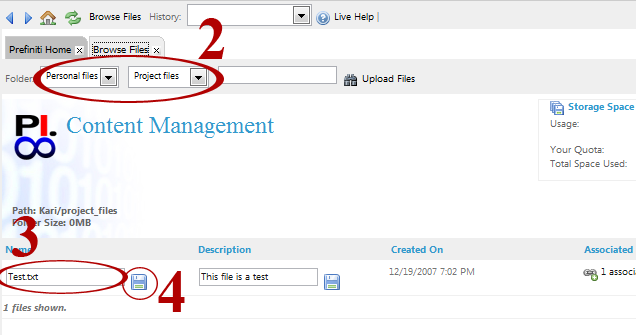 Browse Files History: Live Help |
2
Prefiniti Home x Browse Files x
Folder Personal files Project files Upload Files
PI.
Content Management
Storage Space
Usage:
Your Quota:
Total Space Used:
Path: Kari/project_files
Folder Size: 0MB
3
Name Description Created On Associated
Test.txt This file is a test 12/19/2007 7:02 PM 1 associ
4
1 files shown.